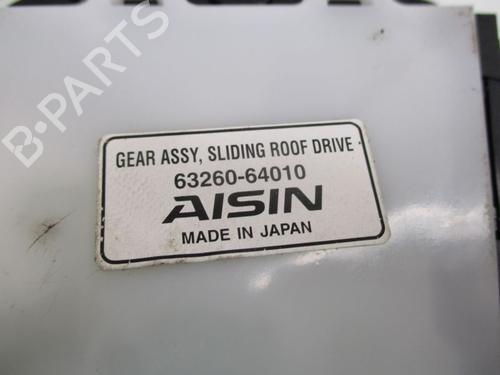 B-PARTS
GEAR ASSY, SLIDING ROOF DRIVE
63260-64010
AISIN
MADE IN JAPAN